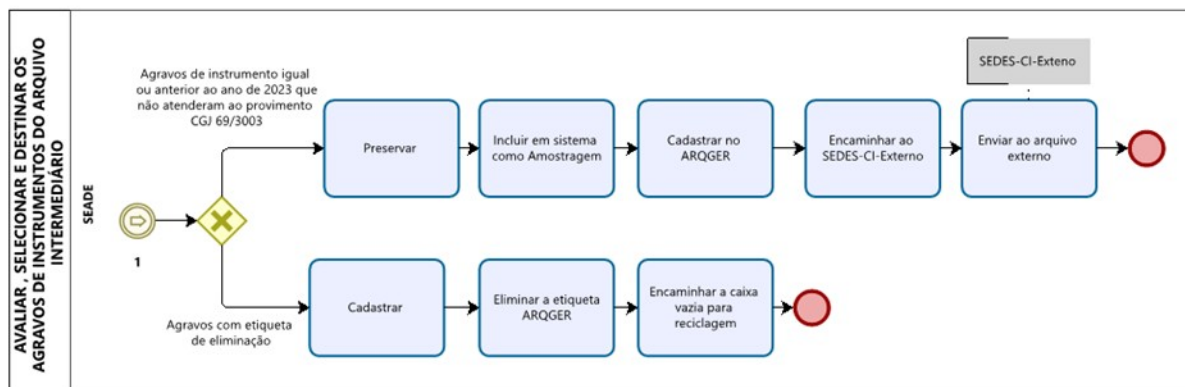 AVALIAR , SELECIONAR E DESTINAR OS
AGRAVOS DE INSTRUMENTOS DO ARQUIVO
INTERMEDIÁRIO
SEADE
1
Agravos de instrumento igual
ou anterior ao ano de 2023 que
não atenderam ao provimento
CGJ 69/3003
Preservar
Incluir em sistema
como Amostragem
Cadastrar no
ARQGER
Encaminhar ao
SEDES-CI-Externo
SEDES-CI-Exteno
Enviar ao arquivo
externo
Agravos com etiqueta
de eliminação
Cadastrar
Eliminar a etiqueta
ARQGER
Encaminhar a caixa
vazia para
reciclagem